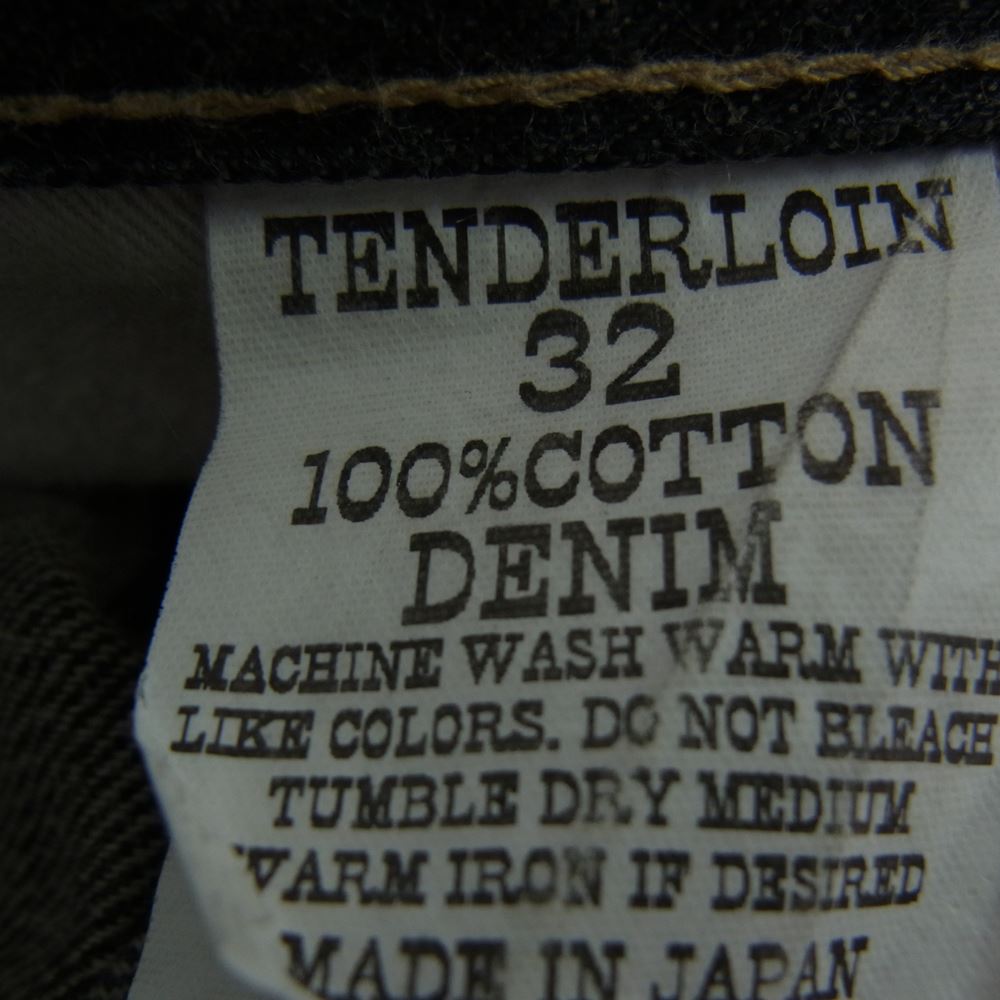 TENDERLOIN
32
100%COTTON
DENIM
MACHINE WASH WARM WITH
LIKE COLORS. DO NOT BLEACH
TUMBLE DRY MEDIUM
WARM IRON IF DESIRED
MADE IN JAPAN